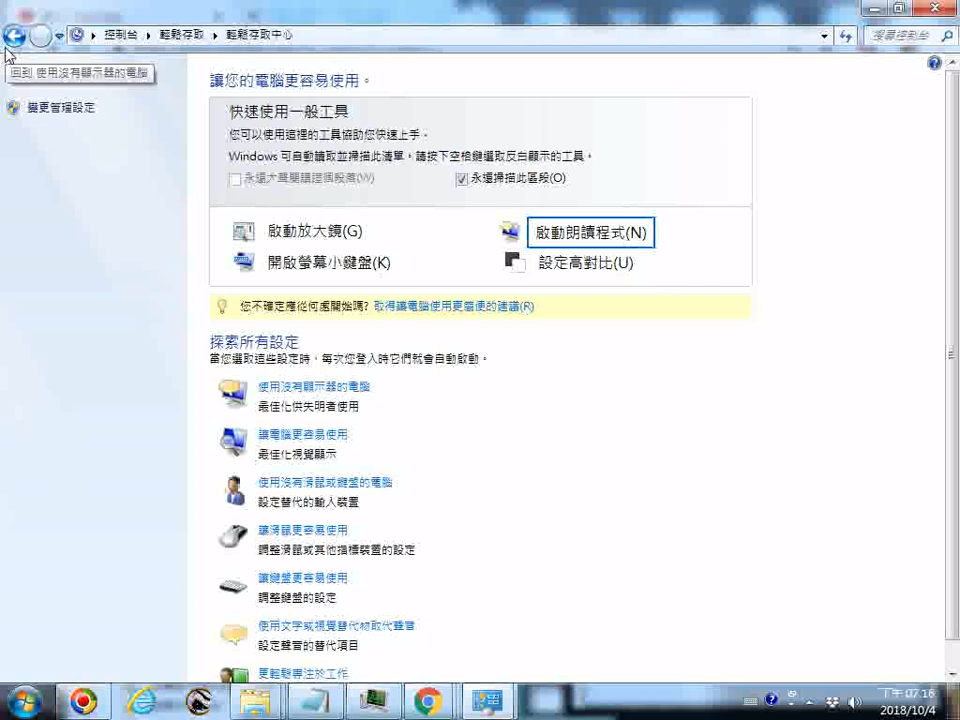 控制台 ▸ 輕鬆存取 ▸ 輕鬆存取中心
搜尋控制台
回到 使用沒有顯示器的電腦
變更管理設定
讓您的電腦更容易使用。
快速使用一般工具
您可以使用這裡的工具協助您快速上手。
Windows 可自動讀取並掃描此清單。請按下空格鍵選取反白顯示的工具。
永遠大聲閱讀這個段落(W)
永遠掃描此區段(O)
啟動放大鏡(G)
啟動朗讀程式(N)
開啟螢幕小鍵盤(K)
設定高對比(U)
您不確定應從何處開始嗎? 取得讓電腦使用更簡便的建議(R)
探索所有設定
當您選取這些設定時，每次您登入時它們就會自動啟動。
使用沒有顯示器的電腦
最佳化供失明者使用
讓電腦更容易使用
最佳化視覺顯示
使用沒有滑鼠或鍵盤的電腦
設定替代的輸入裝置
讓滑鼠更容易使用
調整滑鼠或其他指標裝置的設定
讓鍵盤更容易使用
調整鍵盤的設定
使用文字或視覺替代材取代聲音
設定聲音的替代項目
更輕鬆專注於工作
下午 07:16
2018/10/4